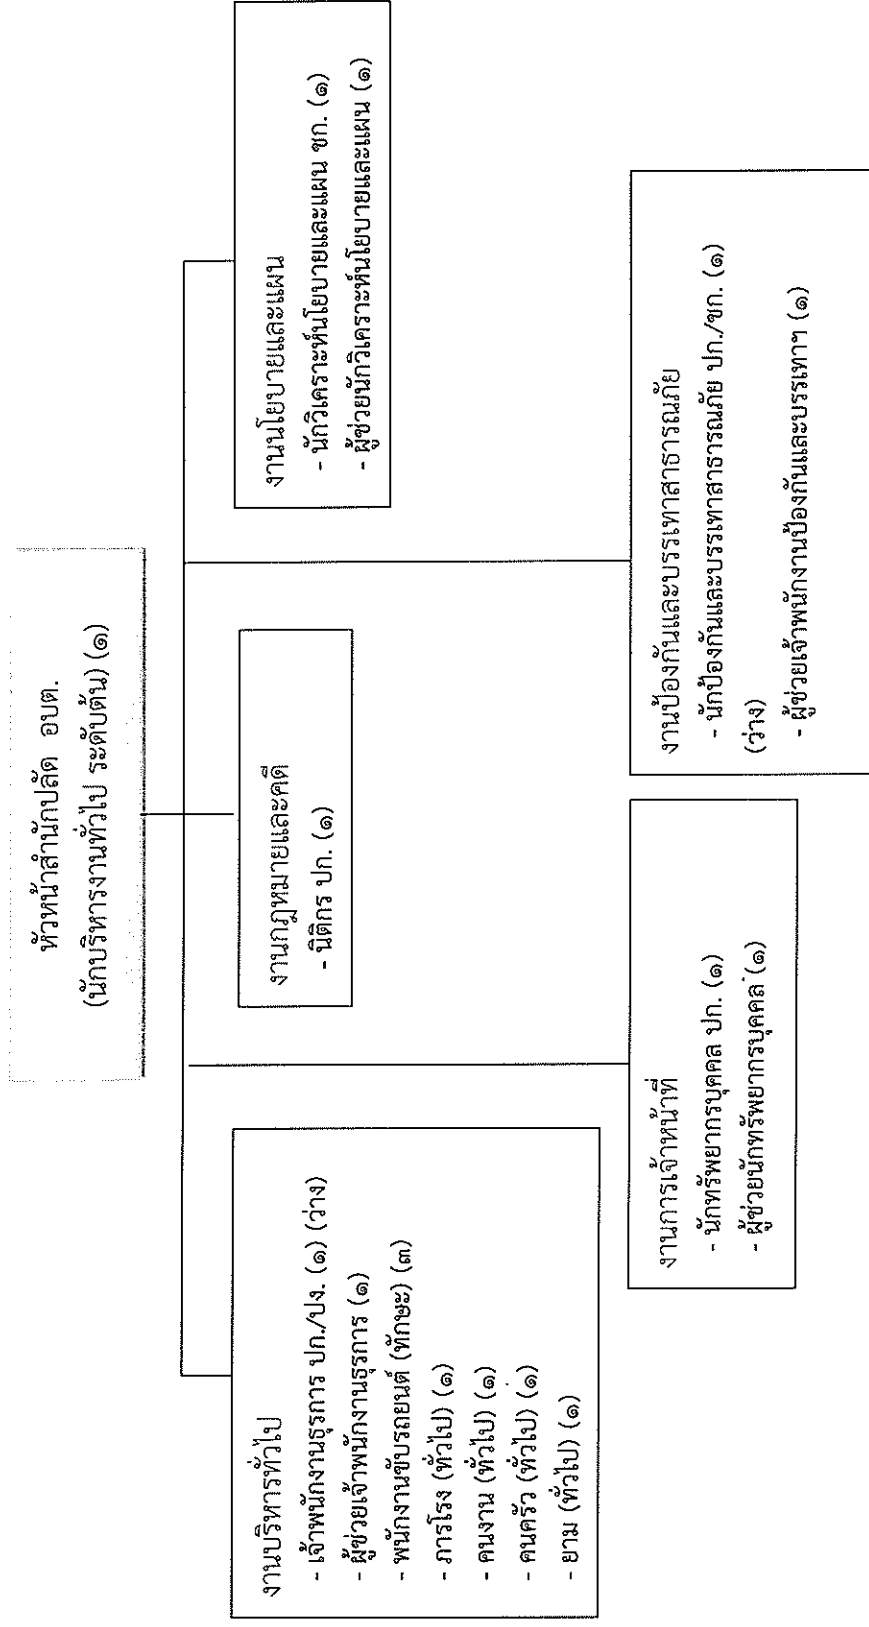 หัวหน้าสำนักปลัด อบต.
(นักบริหารงานทั่วไป ระดับต้น) (๑)
งานบริหารทั่วไป
- เจ้าพนักงานธุรการ ปก./ปง. (๑) (ว่าง)
- ผู้ช่วยเจ้าพนักงานธุรการ (๑)
- พนักงานขับรถยนต์ (ทักษะ) (๓)
- ภารโรง (ทั่วไป) (๑)
- คนงาน (ทั่วไป) (๑)
- คนครัว (ทั่วไป) (๑)
- ยาม (ทั่วไป) (๑)
งานกฎหมายและคดี
- นิติกร ปก. (๑)
งานนโยบายและแผน
- นักวิเคราะห์นโยบายและแผน ชก. (๑)
- ผู้ช่วยนักวิเคราะห์นโยบายและแผน (๑)
งานการเจ้าหน้าที่
- นักทรัพยากรบุคคล ปก. (๑)
- ผู้ช่วยนักทรัพยากรบุคคล (๑)
งานป้องกันและบรรเทาสาธารณภัย
- นักป้องกันและบรรเทาสาธารณภัย ปก./ชก. (๑)
(ว่าง)
- ผู้ช่วยเจ้าพนักงานป้องกันและบรรเทาฯ (๑)